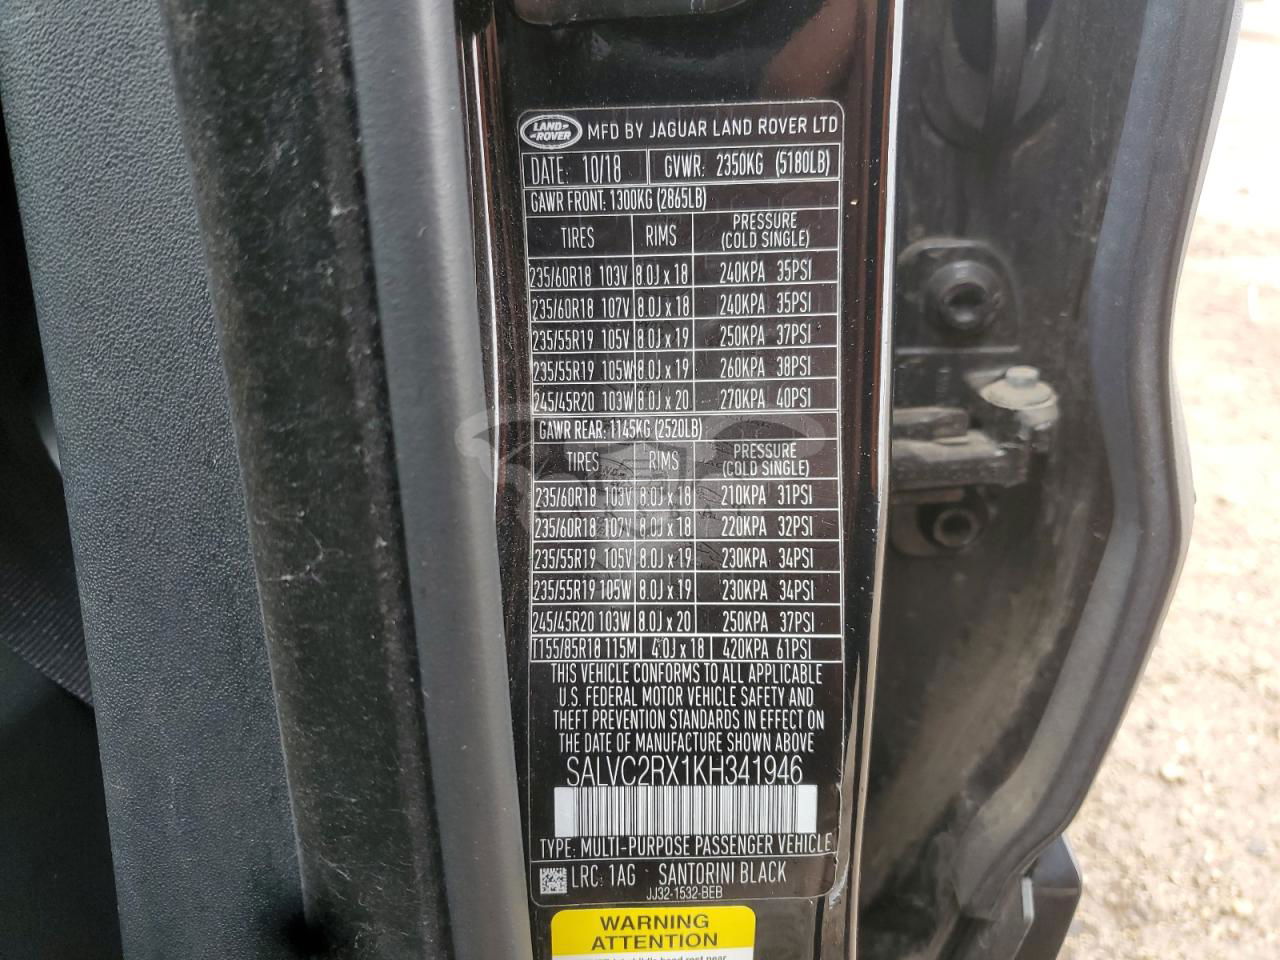 LAND ROVER MFD BY JAGUAR LAND ROVER LTD
DATE: 10/18 GVWR: 2350KG (5180LB)
GAWR FRONT: 1300KG (2865LB)
TIRES RIMS PRESSURE (COLD SINGLE)
235/60R18 103V 8.0J x 18 240KPA 35PSI
235/60R18 107V 8.0J x 18 240KPA 35PSI
235/55R19 105V 8.0J x 19 250KPA 37PSI
235/55R19 105W 8.0J x 19 260KPA 38PSI
245/45R20 103W 8.0J x 20 270KPA 40PSI
GAWR REAR: 1145KG (2520LB)
TIRES RIMS PRESSURE (COLD SINGLE)
235/60R18 103V 8.0J x 18 210KPA 31PSI
235/60R18 107V 8.0J x 18 220KPA 32PSI
235/55R19 105V 8.0J x 19 230KPA 34PSI
235/55R19 105W 8.0J x 19 230KPA 34PSI
245/45R20 103W 8.0J x 20 250KPA 37PSI
T155/85R18 115M 4.0J x 18 420KPA 61PSI
THIS VEHICLE CONFORMS TO ALL APPLICABLE
U.S. FEDERAL MOTOR VEHICLE SAFETY AND
THEFT PREVENTION STANDARDS IN EFFECT ON
THE DATE OF MANUFACTURE SHOWN ABOVE
SALVC2RX1KH341946
TYPE: MULTI-PURPOSE PASSENGER VEHICLE
LRC: 1AG SANTORINI BLACK
JJ32-1532-BEB
WARNING
ATTENTION